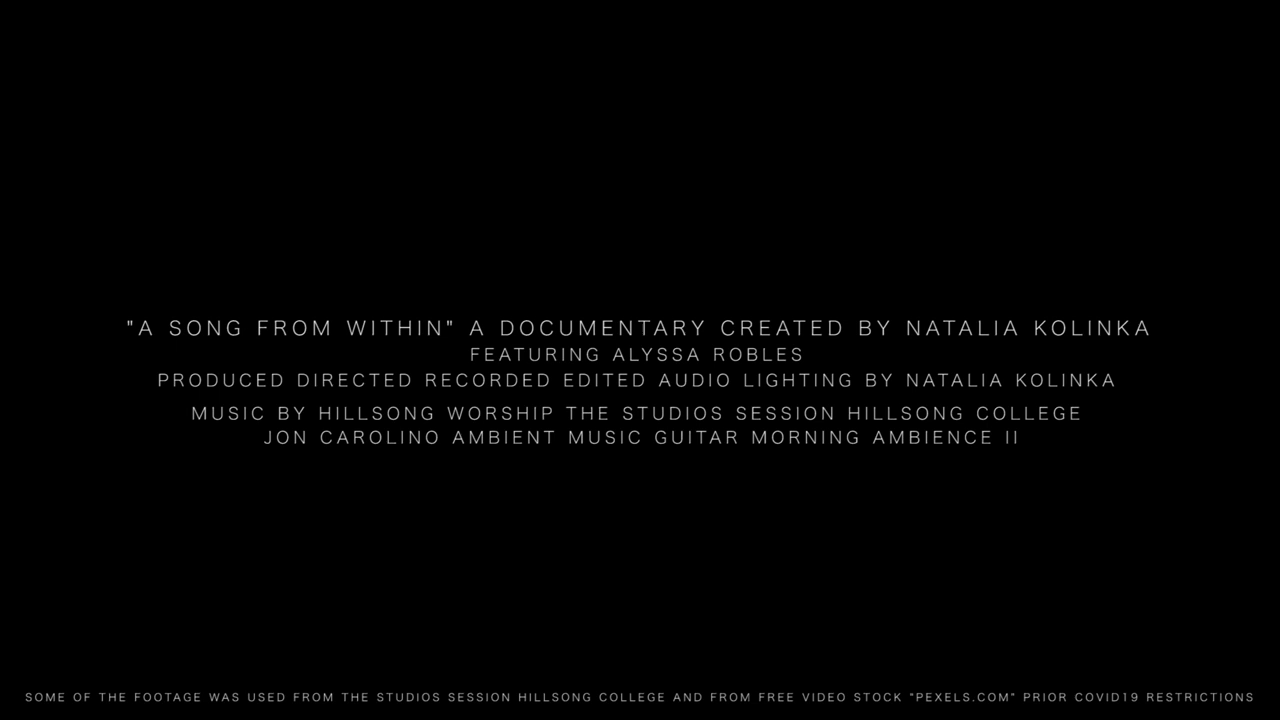 "A SONG FROM WITHIN" A DOCUMENTARY CREATED BY NATALIA KOLINKA
FEATURING ALYSSA ROBLES
PRODUCED DIRECTED RECORDED EDITED AUDIO LIGHTING BY NATALIA KOLINKA
MUSIC BY HILLSONG WORSHIP THE STUDIOS SESSION HILLSONG COLLEGE
JON CAROLINO AMBIENT MUSIC GUITAR MORNING AMBIENCE II
SOME OF THE FOOTAGE WAS USED FROM THE STUDIOS SESSION HILLSONG COLLEGE AND FROM FREE VIDEO STOCK "PEXELS.COM" PRIOR COVID19 RESTRICTIONS